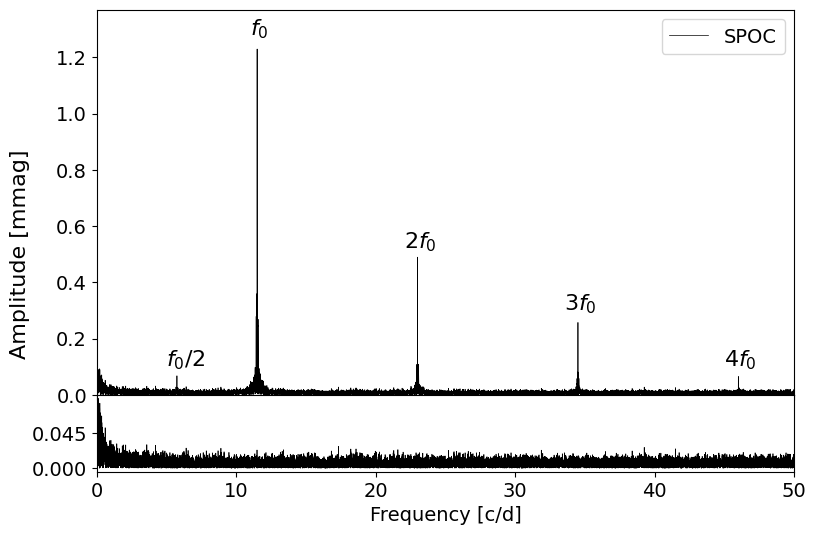 f₀
SPOC
1.2
1.0
0.8
0.6
0.4
0.2
0.0
2f₀
3f₀
f₀/2
4f₀
Amplitude [mmag]
0.045
0.000
0 10 20 30 40 50
Frequency [c/d]